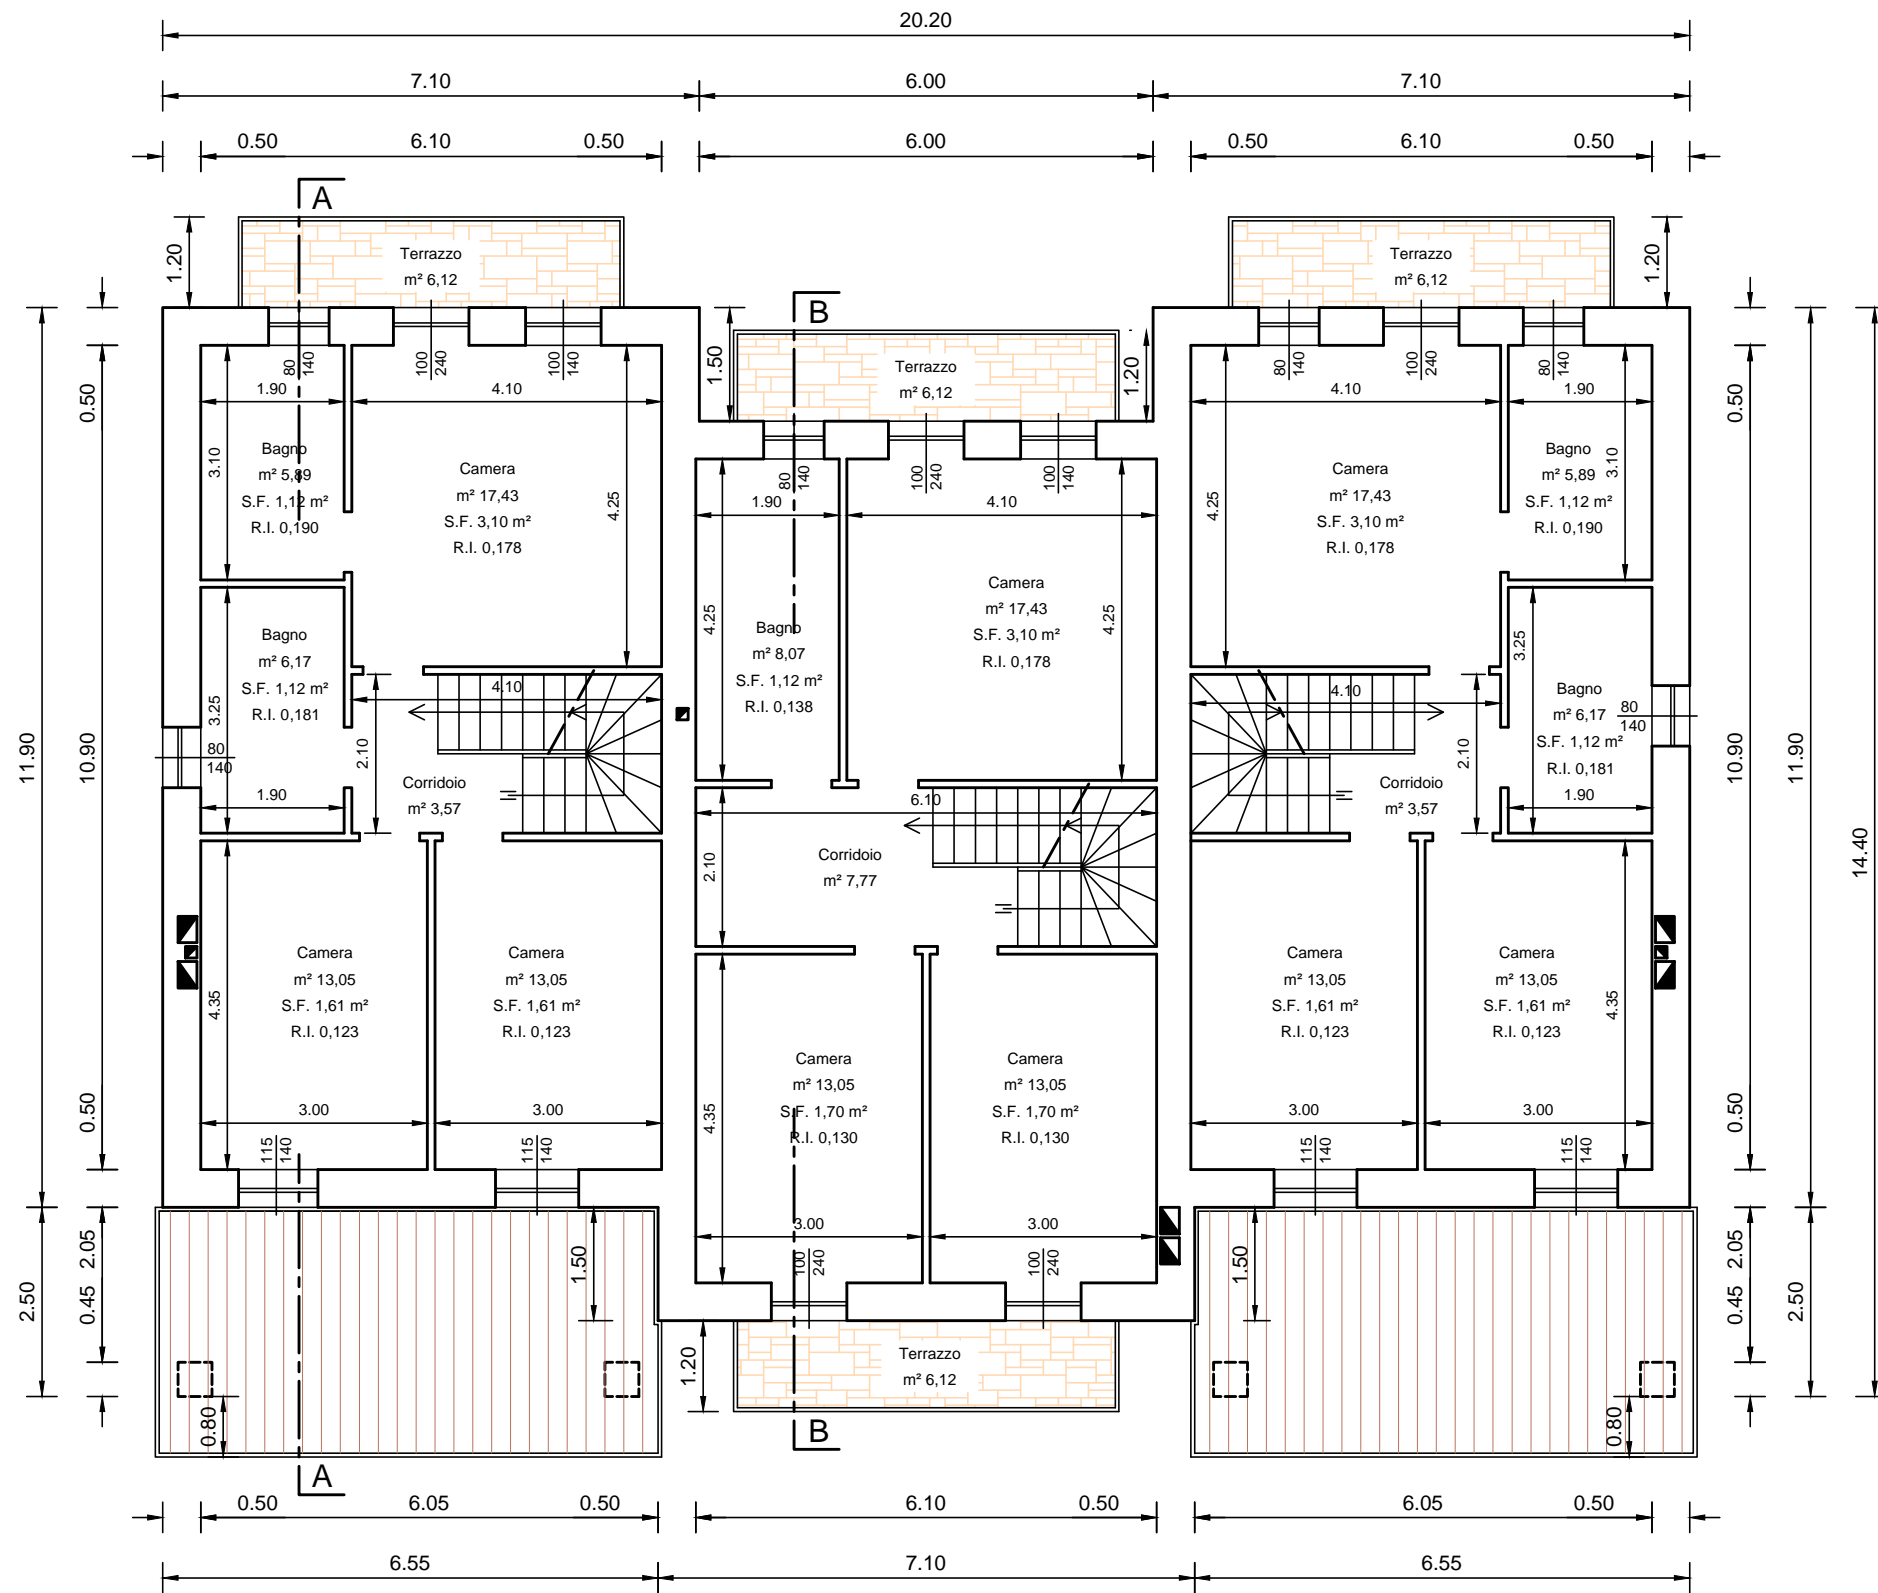 20.20
7.10 6.00 7.10
0.50 6.10 0.50 6.00 0.50 6.10 0.50
A
1.20
Terrazzo
m² 6,12
Terrazzo
m² 6,12
1.20
B
1.50
Terrazzo
m² 6,12
1.20
80
140
100
240
100
140
80
140
100
240
80
140
1.90 4.10 4.10 1.90
0.50
0.50
3.10
Bagno
m² 5,89
S.F. 1,12 m²
R.I. 0,190
Camera
m² 17,43
S.F. 3,10 m²
R.I. 0,178
4.25
80
140
100
240
100
140
1.90 4.10
4.25
Camera
m² 17,43
S.F. 3,10 m²
R.I. 0,178
Bagno
m² 5,89
S.F. 1,12 m²
R.I. 0,190
3.10
4.25
Bagno
m² 8,07
S.F. 1,12 m²
R.I. 0,138
Camera
m² 17,43
S.F. 3,10 m²
R.I. 0,178
4.25
3.25
Bagno
m² 6,17
S.F. 1,12 m²
R.I. 0,181
3.25
Bagno
m² 6,17
S.F. 1,12 m²
R.I. 0,181
80
140
80
140
4.10
4.10
2.10
2.10
1.90
1.90
Corridoio
m² 3,57
Corridoio
m² 3,57
11.90
10.90
10.90
11.90
14.40
6.10
2.10
Corridoio
m² 7,77
4.35
Camera
m² 13,05
S.F. 1,61 m²
R.I. 0,123
Camera
m² 13,05
S.F. 1,61 m²
R.I. 0,123
Camera
m² 13,05
S.F. 1,61 m²
R.I. 0,123
Camera
m² 13,05
S.F. 1,61 m²
R.I. 0,123
4.35
4.35
Camera
m² 13,05
S.F. 1,70 m²
R.I. 0,130
Camera
m² 13,05
S.F. 1,70 m²
R.I. 0,130
3.00 3.00 3.00 3.00
0.50
0.50
115
140
115
140
115
140
115
140
3.00 3.00
100
240
100
240
2.50
2.05
0.45
1.50
1.50
2.05
0.45
2.50
1.20
Terrazzo
m² 6,12
0.80
0.80
B
A
0.50 6.05 0.50 6.10 0.50 6.05 0.50
6.55 7.10 6.55